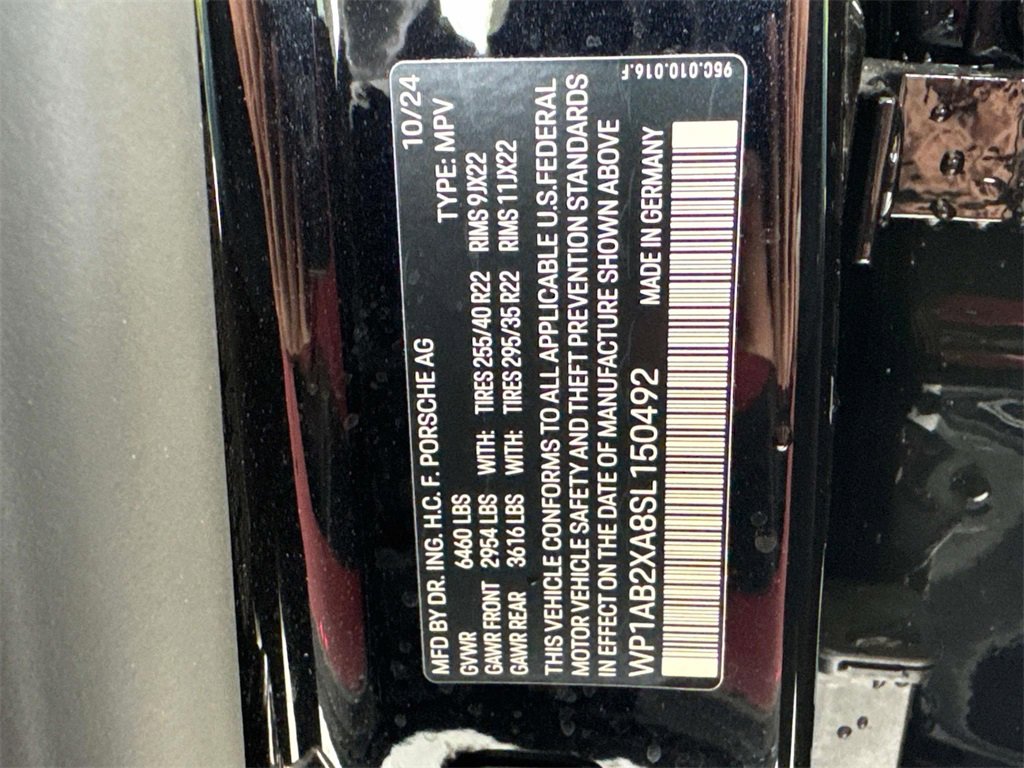 MFD BY DR. ING. H.C. F. PORSCHE AG 10/24
GVWR 6460 LBS TYPE: MPV
GAWR FRONT 2954 LBS WITH: TIRES 255/40 R22 RIMS 9JX22
GAWR REAR 3616 LBS WITH: TIRES 295/35 R22 RIMS 11JX22
THIS VEHICLE CONFORMS TO ALL APPLICABLE U.S. FEDERAL
MOTOR VEHICLE SAFETY AND THEFT PREVENTION STANDARDS
IN EFFECT ON THE DATE OF MANUFACTURE SHOWN ABOVE
WP1AB2XA8SL150492 MADE IN GERMANY
95C.010.016.F